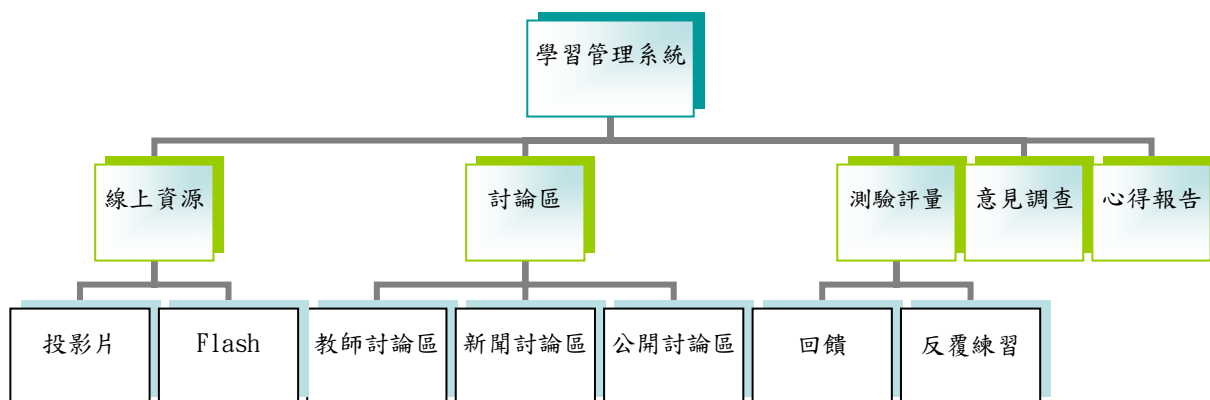 學習管理系統
線上資源
討論區
測驗評量
意見調查
心得報告
投影片
Flash
教師討論區
新聞討論區
公開討論區
回饋
反覆練習